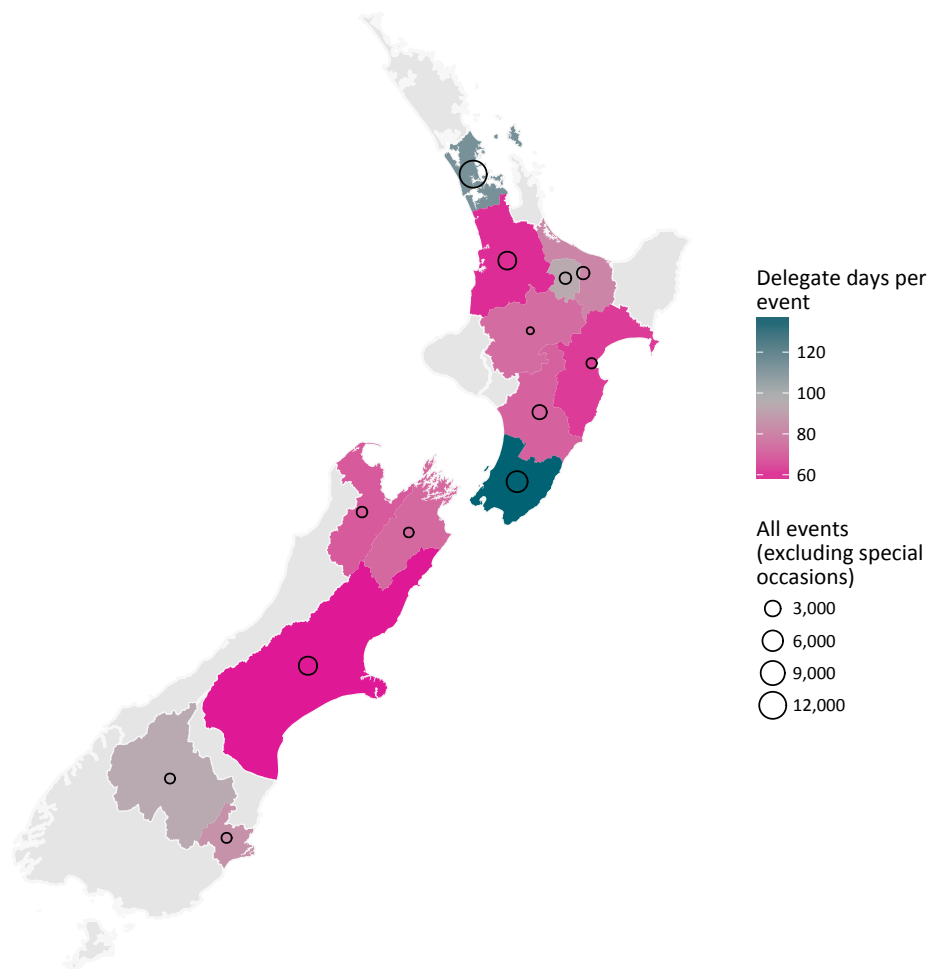 Delegate days per
event
120
100
80
60
All events
(excluding special
occasions)
3,000
6,000
9,000
12,000